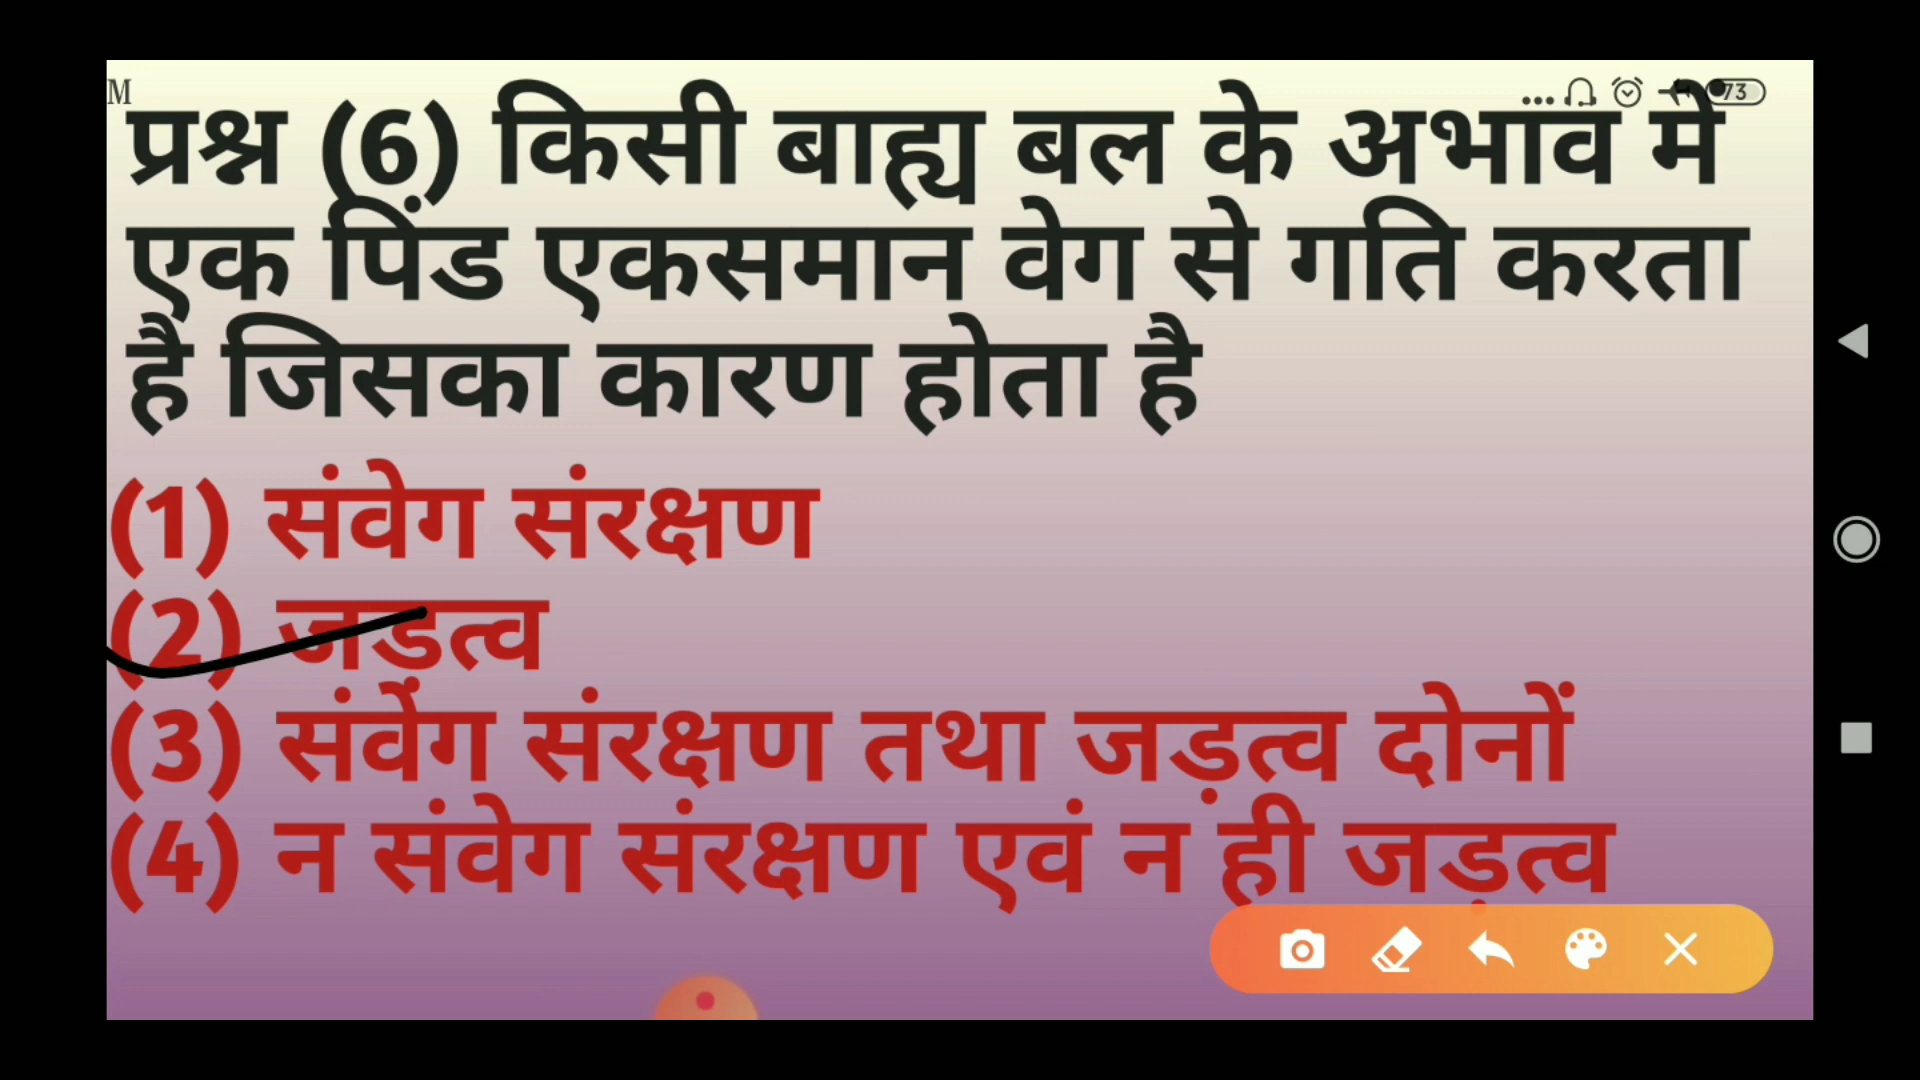 M
73
प्रश्न (6) किसी बाह्य बल के अभाव में
एक पिंड एकसमान वेग से गति करता
है जिसका कारण होता है
(1) संवेग संरक्षण
(2) जड़त्व
(3) संवेग संरक्षण तथा जड़त्व दोनों
(4) न संवेग संरक्षण एवं न ही जड़त्व